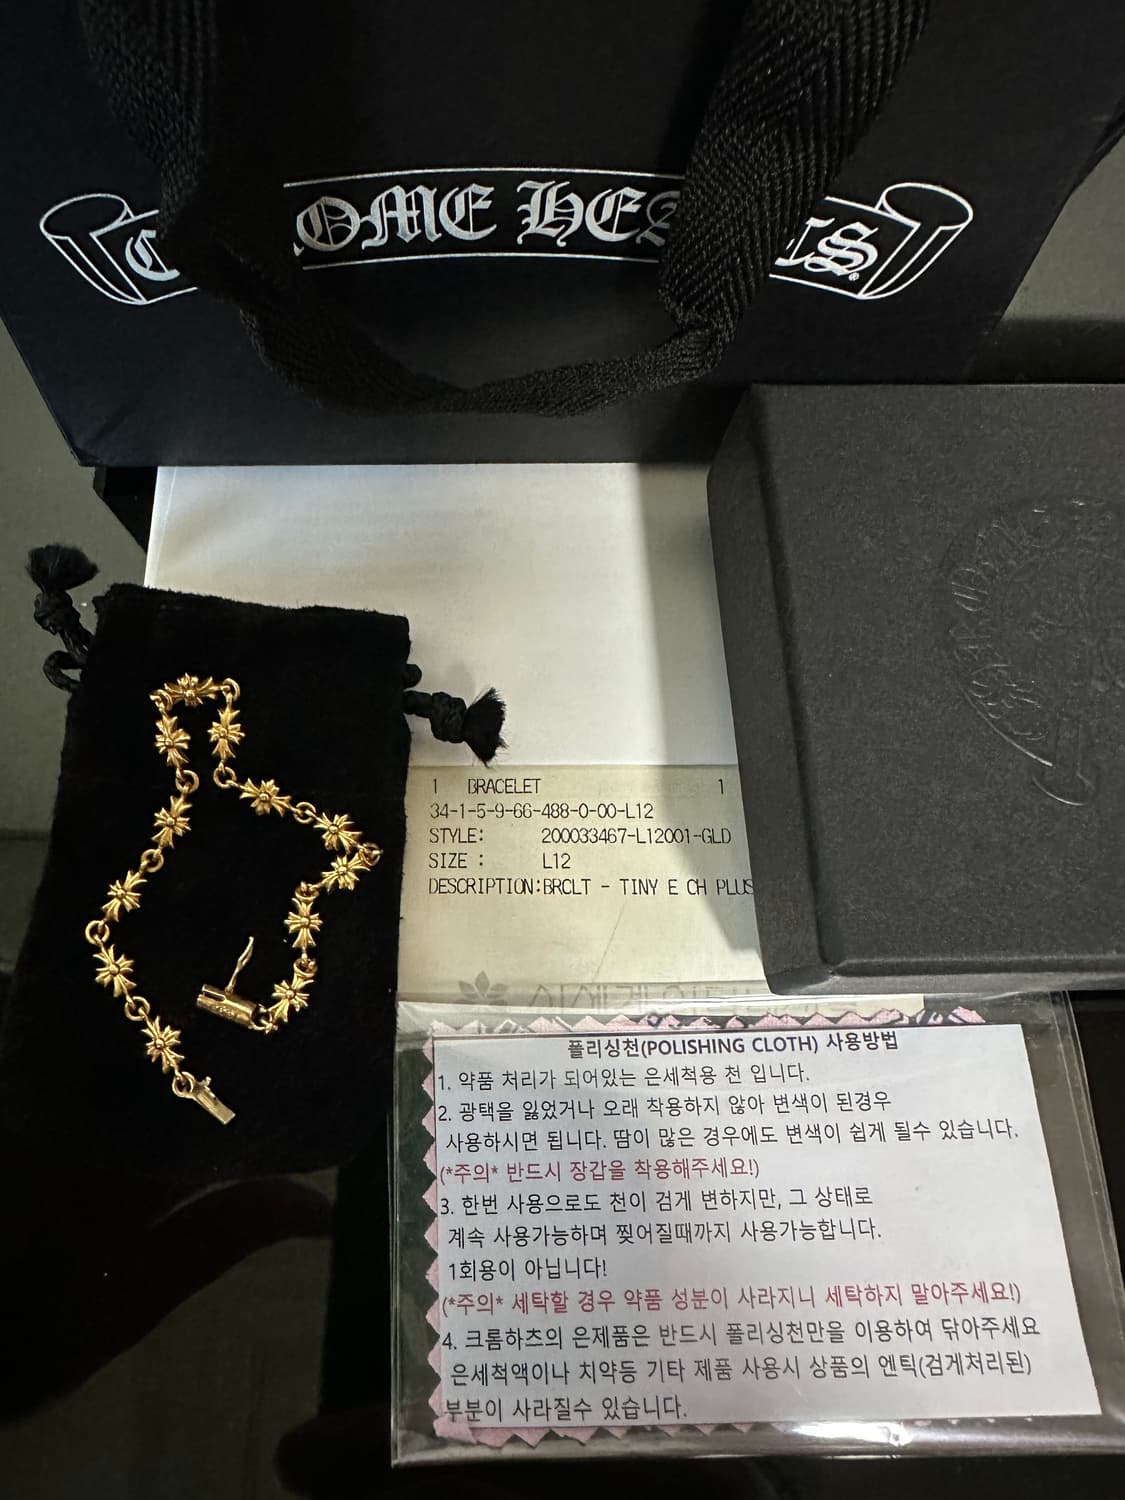 OME HEA
1 BRACELET 1
34-1-5-9-66-488-0-00-L12
STYLE: 200033467-L12001-GLD
SIZE : L12
DESCRIPTION:BRCLT - TINY E CH PLUS
폴리싱천(POLISHING CLOTH) 사용방법
1. 약품 처리가 되어있는 은세척용 천 입니다.
2. 광택을 잃었거나 오래 착용하지 않아 변색이 된경우
사용하시면 됩니다. 땀이 많은 경우에도 변색이 쉽게 될수 있습니다.
(*주의* 반드시 장갑을 착용해주세요!)
3. 한번 사용으로도 천이 검게 변하지만, 그 상태로
계속 사용가능하며 찢어질때까지 사용가능합니다.
1회용이 아닙니다!
(*주의* 세탁할 경우 약품 성분이 사라지니 세탁하지 말아주세요!)
4. 크롬하츠의 은제품은 반드시 폴리싱천만을 이용하여 닦아주세요
은세척액이나 치약등 기타 제품 사용시 상품의 엔틱(검게처리된)
부분이 사라질수 있습니다.